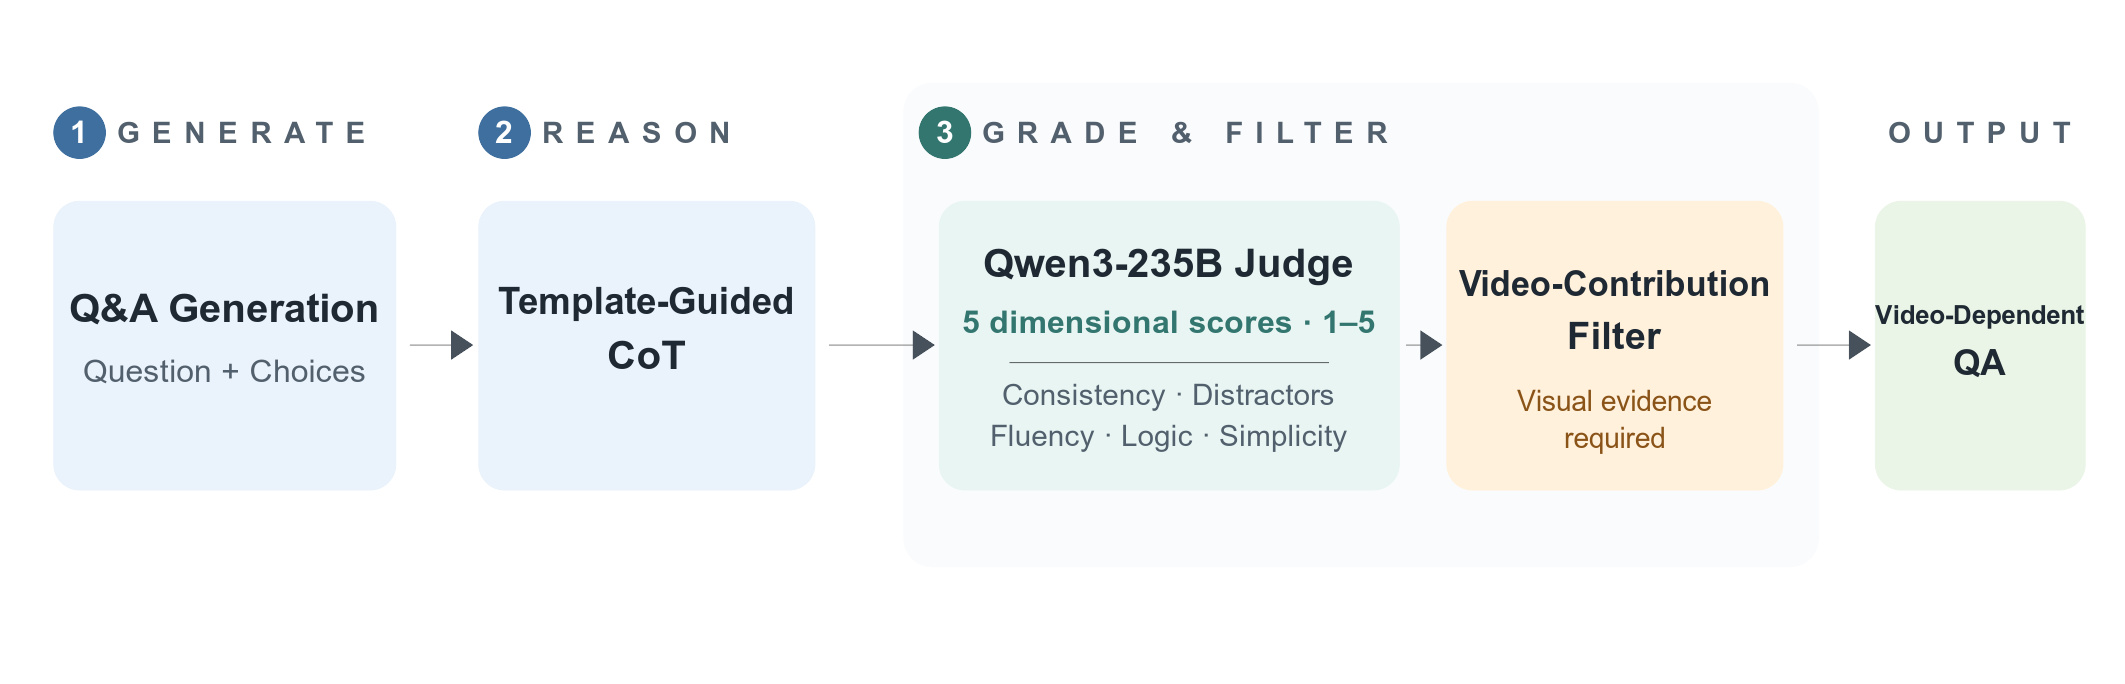 1 GENERATE
Q&A Generation
Question + Choices
2 REASON
Template-Guided
CoT
3 GRADE & FILTER
Qwen3-235B Judge
5 dimensional scores · 1–5
Consistency · Distractors
Fluency · Logic · Simplicity
Video-Contribution
Filter
Visual evidence
required
OUTPUT
Video-Dependent
QA